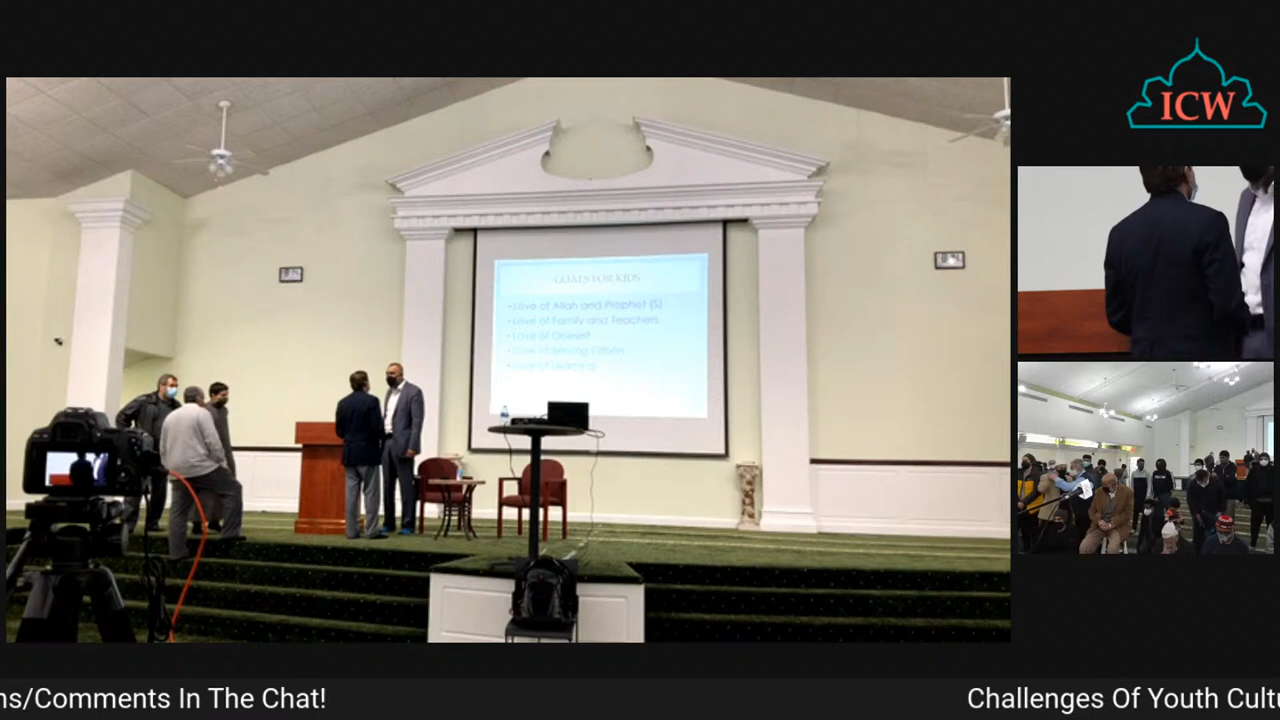 ICW
GOALS FOR KIDS
•Love of Allah and Prophet (S)
•Love of Family and Teachers
•Love of Oneself
•Love of Serving Others
•Love of Learning
ns/Comments In The Chat!
Challenges Of Youth Cultu